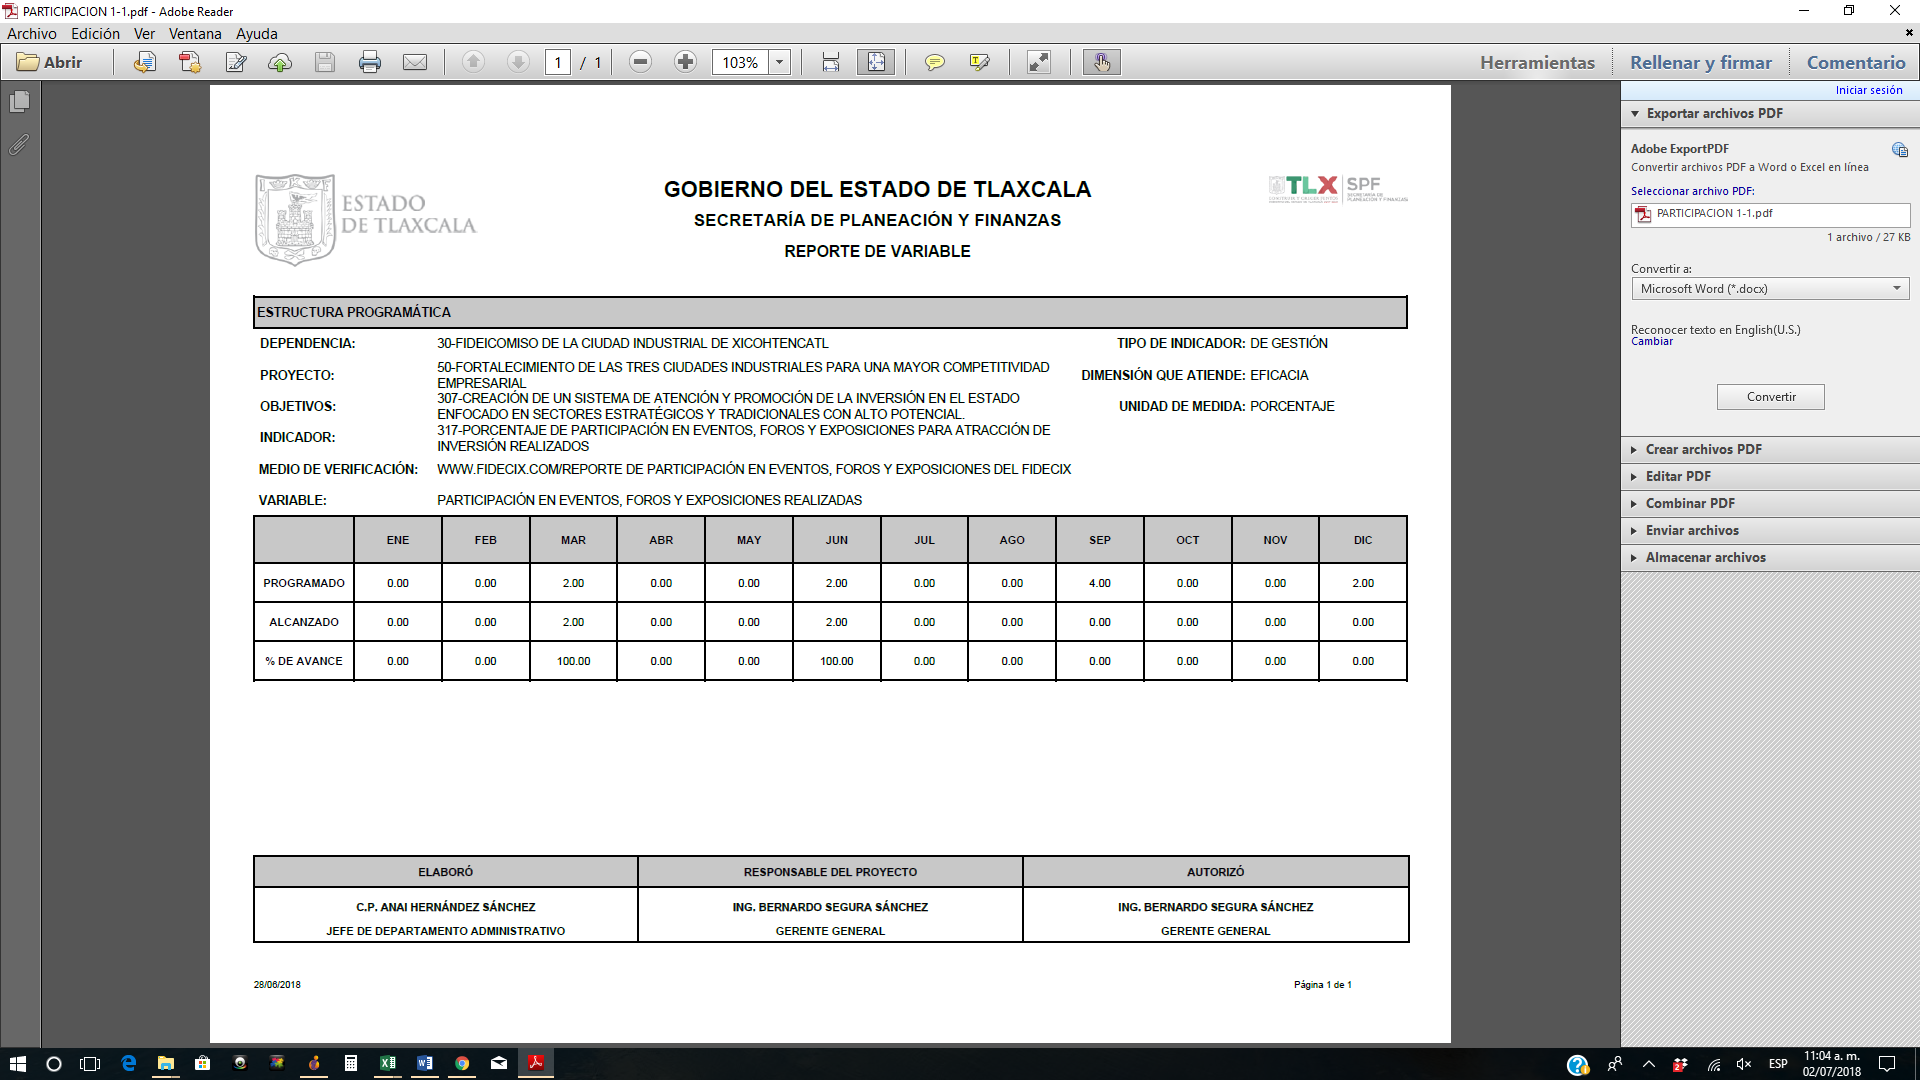 PARTICIPACION 1-1.pdf - Adobe Reader
Archivo Edición Ver Ventana Ayuda
Abrir 1 / 1 103% Herramientas Rellenar y firmar Comentario
Iniciar sesión
Exportar archivos PDF
Adobe ExportPDF
Convertir archivos PDF a Word o Excel en línea
Seleccionar archivo PDF:
PARTICIPACION 1-1.pdf
1 archivo / 27 KB
Convertir a:
Microsoft Word (*.docx)
Reconocer texto en English(U.S.)
Cambiar
Convertir
Crear archivos PDF
Editar PDF
Combinar PDF
Enviar archivos
Almacenar archivos
ESTADO
DE TLAXCALA
GOBIERNO DEL ESTADO DE TLAXCALA
SECRETARÍA DE PLANEACIÓN Y FINANZAS
REPORTE DE VARIABLE
TLX SPF
SECRETARÍA DE
PLANEACIÓN Y FINANZAS
ESTRUCTURA PROGRAMÁTICA
DEPENDENCIA: 30-FIDEICOMISO DE LA CIUDAD INDUSTRIAL DE XICOHTENCATL TIPO DE INDICADOR: DE GESTIÓN
PROYECTO: 50-FORTALECIMIENTO DE LAS TRES CIUDADES INDUSTRIALES PARA UNA MAYOR COMPETITIVIDAD
EMPRESARIAL DIMENSIÓN QUE ATIENDE: EFICACIA
OBJETIVOS: 307-CREACIÓN DE UN SISTEMA DE ATENCIÓN Y PROMOCIÓN DE LA INVERSIÓN EN EL ESTADO
ENFOCADO EN SECTORES ESTRATÉGICOS Y TRADICIONALES CON ALTO POTENCIAL. UNIDAD DE MEDIDA: PORCENTAJE
INDICADOR: 317-PORCENTAJE DE PARTICIPACIÓN EN EVENTOS, FOROS Y EXPOSICIONES PARA ATRACCIÓN DE
INVERSIÓN REALIZADOS
MEDIO DE VERIFICACIÓN: WWW.FIDECIX.COM/REPORTE DE PARTICIPACIÓN EN EVENTOS, FOROS Y EXPOSICIONES DEL FIDECIX
VARIABLE: PARTICIPACIÓN EN EVENTOS, FOROS Y EXPOSICIONES REALIZADAS
ENE FEB MAR ABR MAY JUN JUL AGO SEP OCT NOV DIC
PROGRAMADO 0.00 0.00 2.00 0.00 0.00 2.00 0.00 0.00 4.00 0.00 0.00 2.00
ALCANZADO 0.00 0.00 2.00 0.00 0.00 2.00 0.00 0.00 0.00 0.00 0.00 0.00
% DE AVANCE 0.00 0.00 100.00 0.00 0.00 100.00 0.00 0.00 0.00 0.00 0.00 0.00
ELABORÓ RESPONSABLE DEL PROYECTO AUTORIZÓ
C.P. ANAI HERNÁNDEZ SÁNCHEZ ING. BERNARDO SEGURA SÁNCHEZ ING. BERNARDO SEGURA SÁNCHEZ
JEFE DE DEPARTAMENTO ADMINISTRATIVO GERENTE GENERAL GERENTE GENERAL
28/06/2018 Página 1 de 1
ESP 11:04 a. m.
02/07/2018